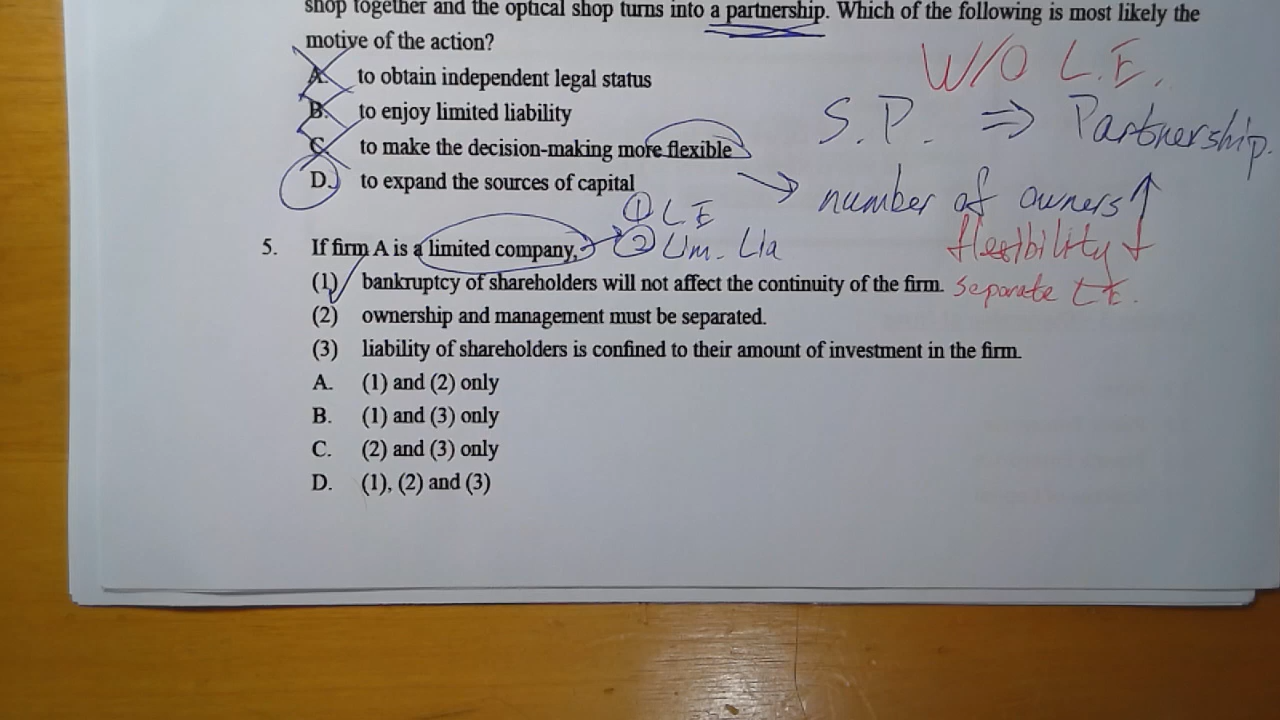 shop together and the optical shop turns into a partnership. Which of the following is most likely the
motive of the action?
W/O L.E.
A. to obtain independent legal status
B. to enjoy limited liability
S.P. ⇒ Partnership.
C. to make the decision-making more flexible
D. to expand the sources of capital
→ number of owners ↑
① LE
5. If firm A is a limited company, → ② Lim. Lia
flexibility ↓
(1) bankruptcy of shareholders will not affect the continuity of the firm. separate LE.
(2) ownership and management must be separated.
(3) liability of shareholders is confined to their amount of investment in the firm.
A. (1) and (2) only
B. (1) and (3) only
C. (2) and (3) only
D. (1), (2) and (3)